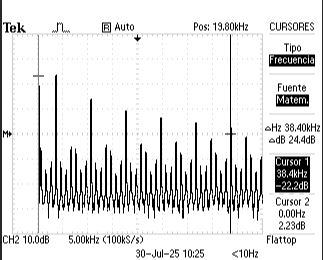 Tek R Auto Pos: 19.80kHz CURSORES
Tipo
Frecuencia
Fuente
Matem.
M
△Hz 38.40kHz
△dB 24.4dB
Cursor 1
38.4kHz
-22.2dB
Cursor 2
0.00Hz
2.23dB
CH2 10.0dB 5.00kHz (100kS/s) Flattop
30-Jul-25 10:25 <10Hz